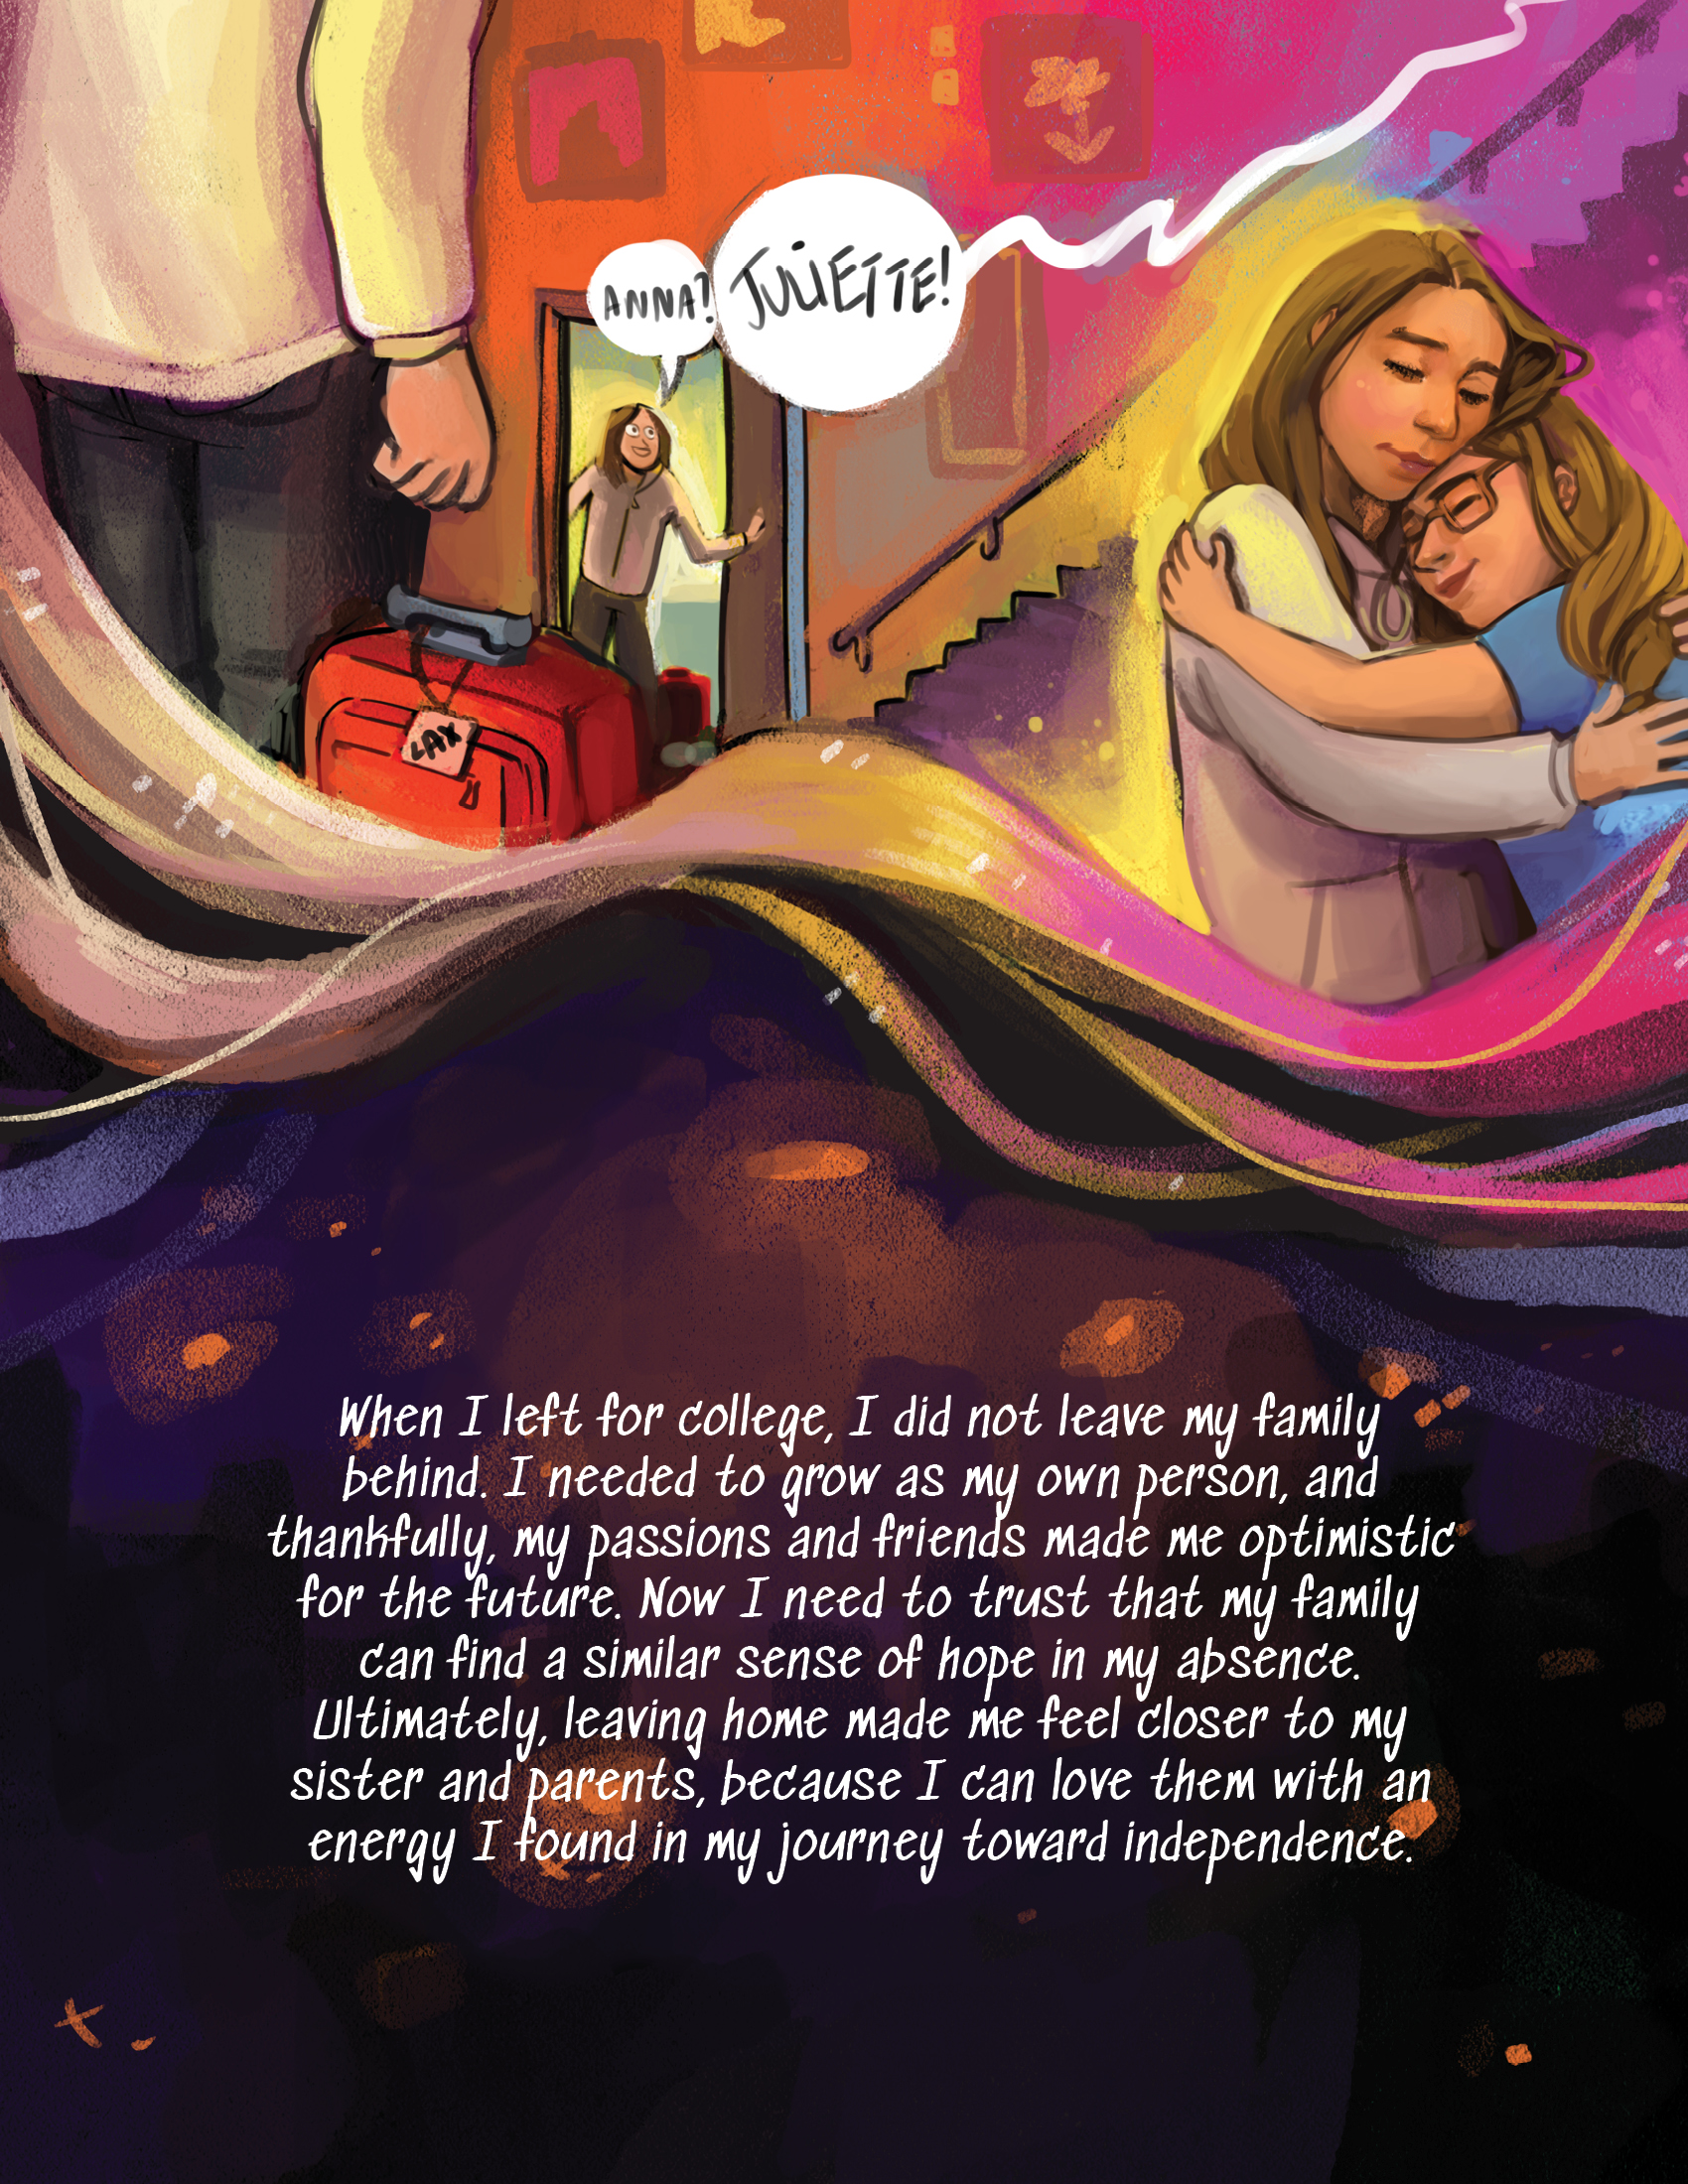 ANNA?
JULIETTE!
LAX
When I left for college, I did not leave my family
behind. I needed to grow as my own person, and
thankfully, my passions and friends made me optimistic
for the future. Now I need to trust that my family
can find a similar sense of hope in my absence.
Ultimately, leaving home made me feel closer to my
sister and parents, because I can love them with an
energy I found in my journey toward independence.